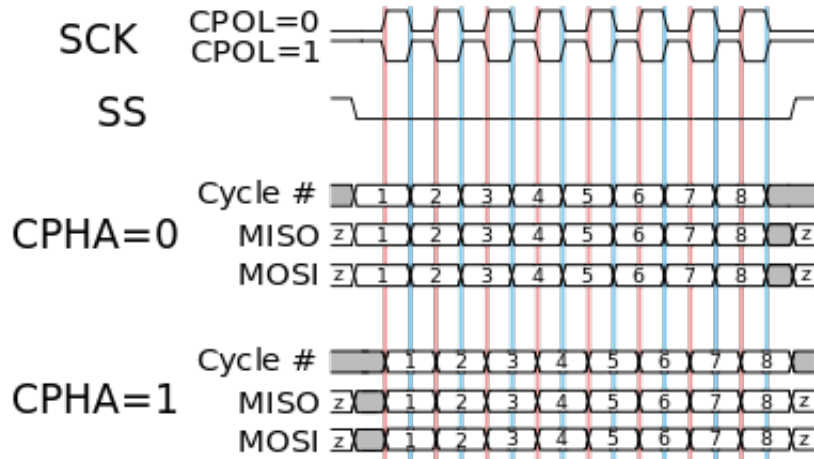 SCK CPOL=0
CPOL=1
SS
Cycle # 1 2 3 4 5 6 7 8
CPHA=0
MISO z 1 2 3 4 5 6 7 8 z
MOSI z 1 2 3 4 5 6 7 8 z
Cycle # 1 2 3 4 5 6 7 8
CPHA=1
MISO z 1 2 3 4 5 6 7 8 z
MOSI z 1 2 3 4 5 6 7 8 z